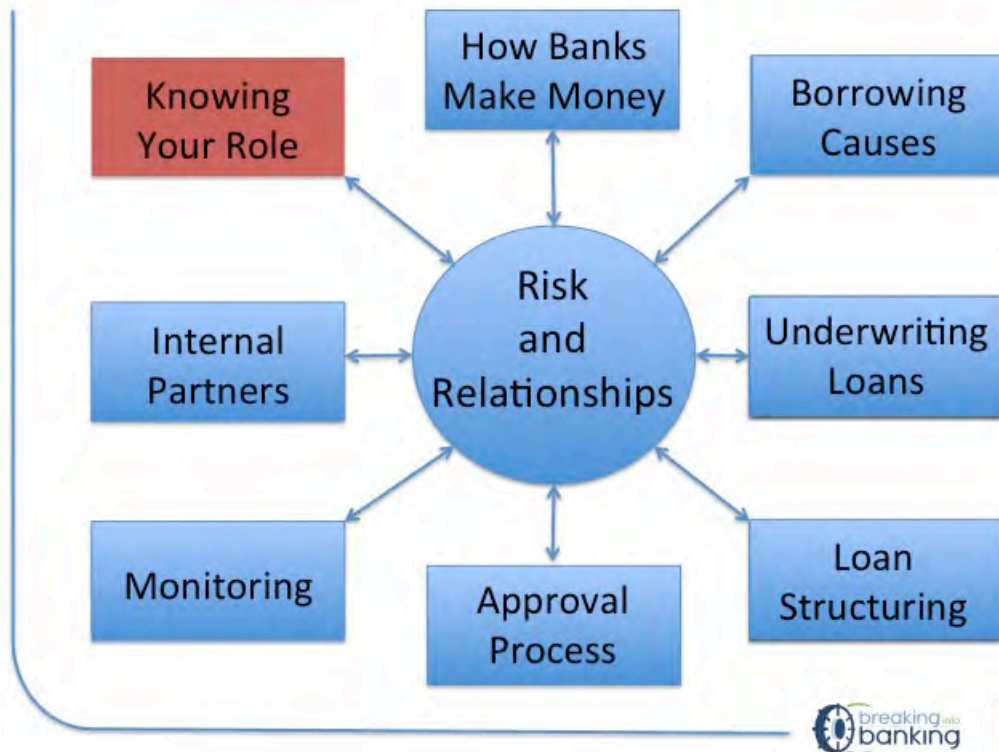 How Banks
Make Money
Knowing
Your Role
Borrowing
Causes
Risk
and
Relationships
Internal
Partners
Underwriting
Loans
Monitoring
Approval
Process
Loan
Structuring
breaking into
banking